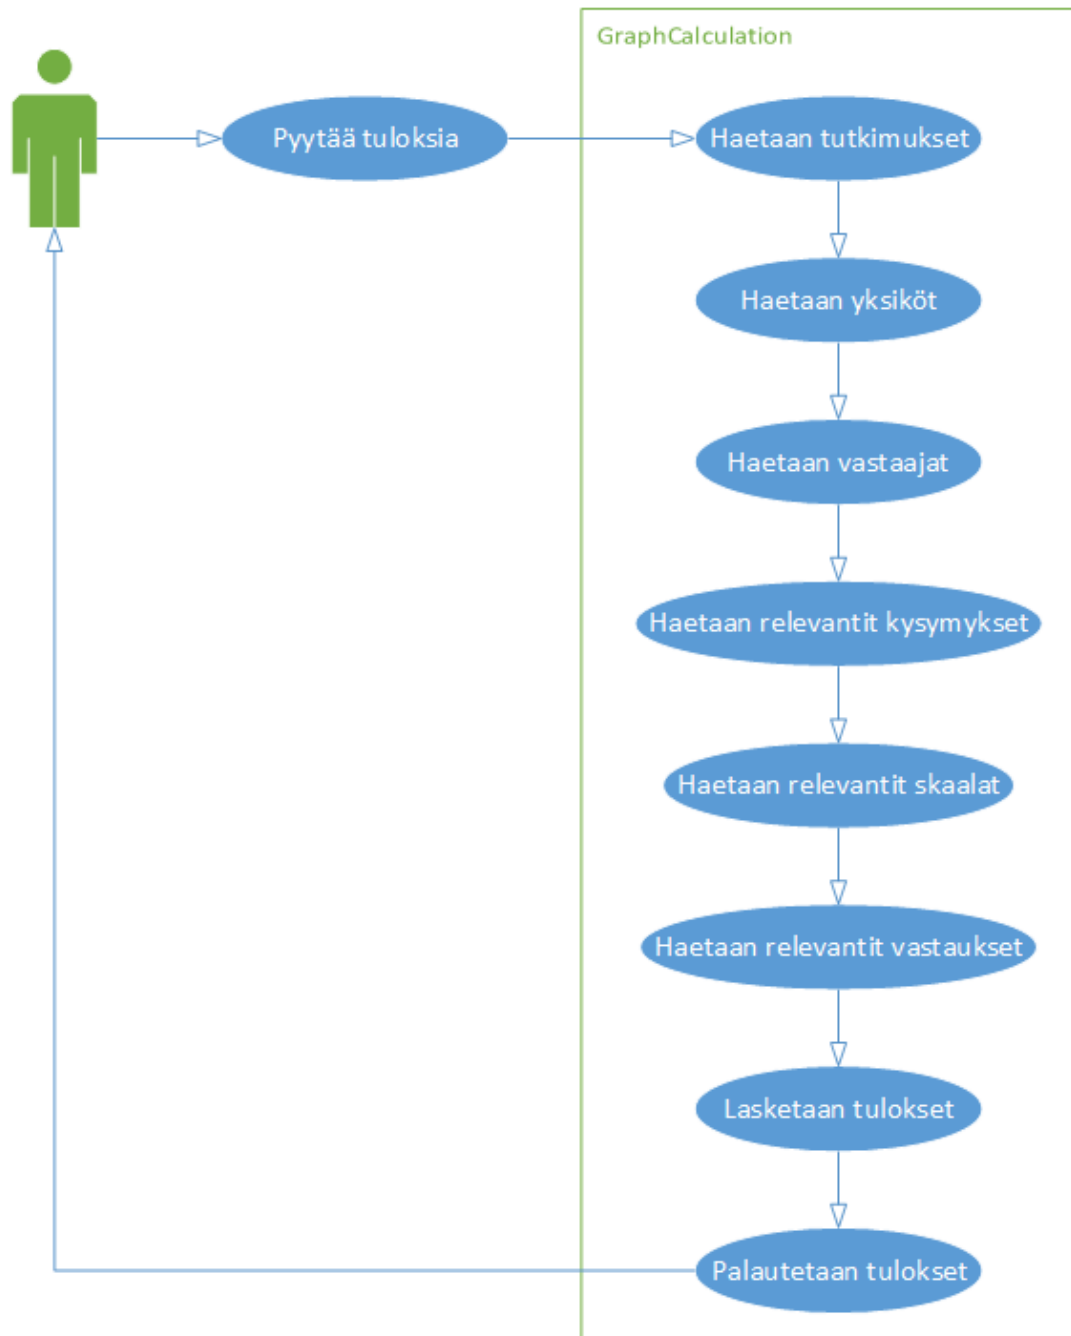 GraphCalculation
Pyytää tuloksia
Haetaan tutkimukset
Haetaan yksiköt
Haetaan vastaajat
Haetaan relevantit kysymykset
Haetaan relevantit skaalat
Haetaan relevantit vastaukset
Lasketaan tulokset
Palautetaan tulokset